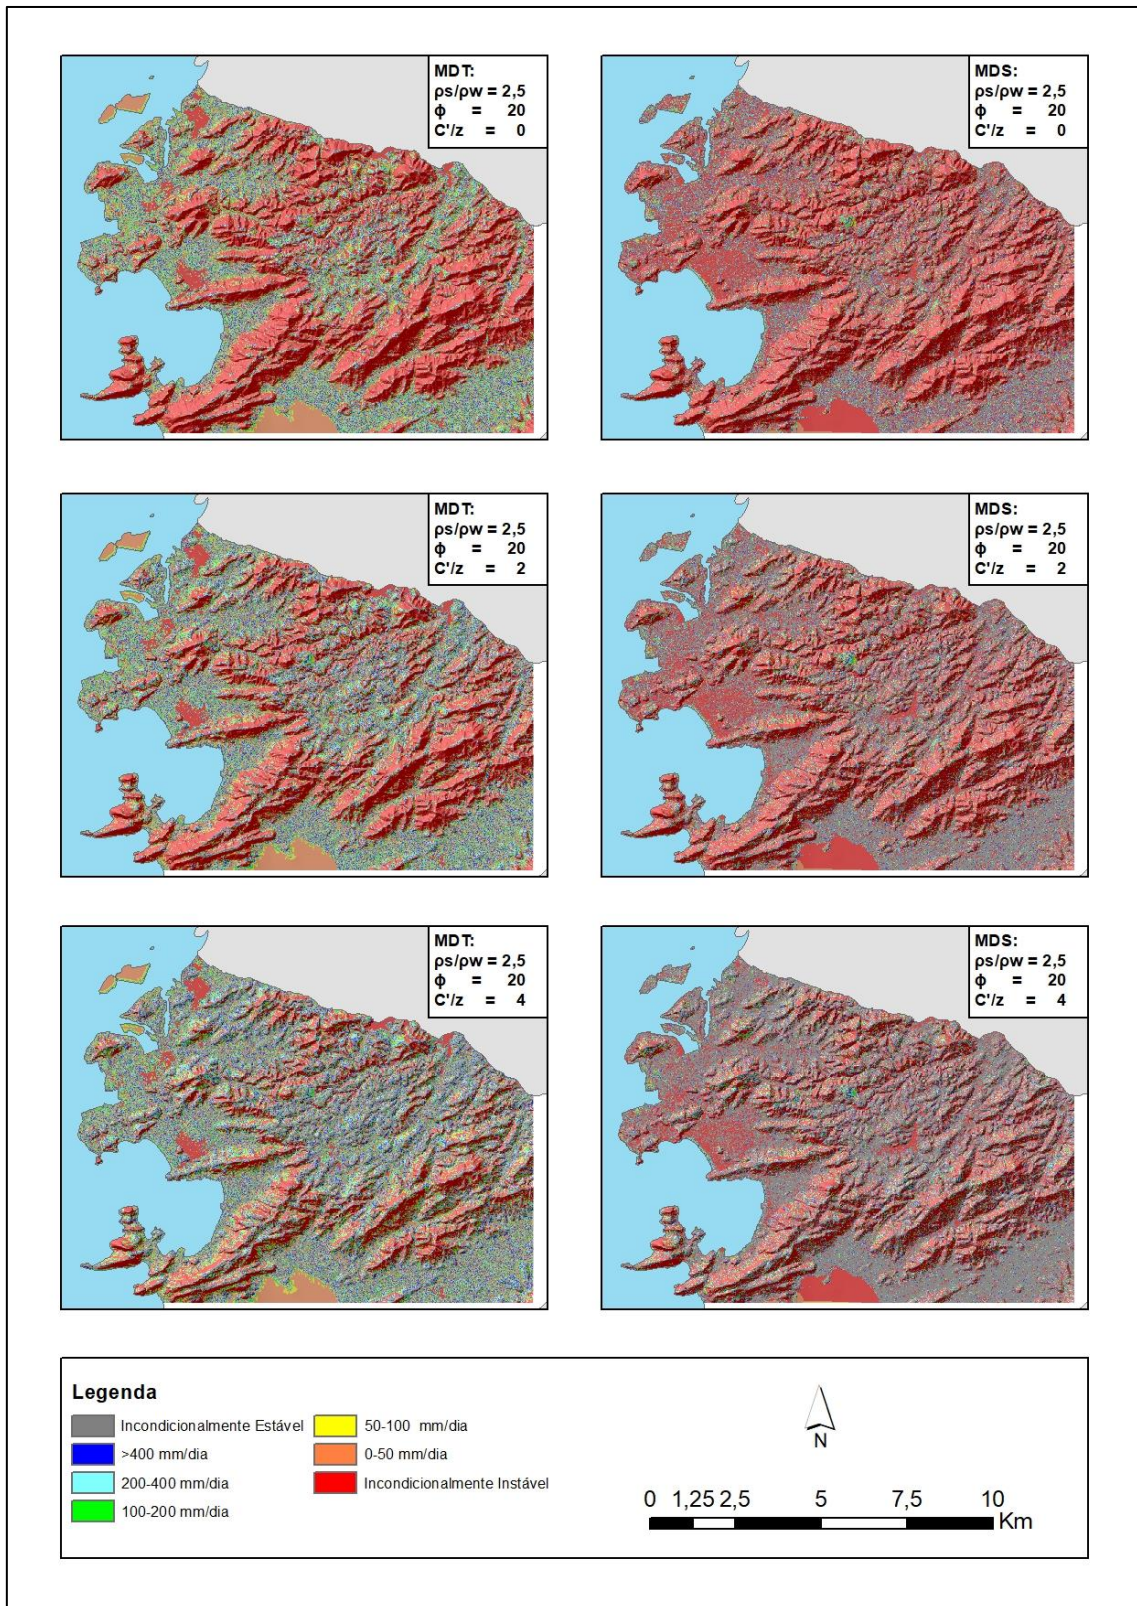 MDT:
ρs/ρw = 2,5
ϕ = 20
C'/z = 0
MDS:
ρs/ρw = 2,5
ϕ = 20
C'/z = 0
MDT:
ρs/ρw = 2,5
ϕ = 20
C'/z = 2
MDS:
ρs/ρw = 2,5
ϕ = 20
C'/z = 2
MDT:
ρs/ρw = 2,5
ϕ = 20
C'/z = 4
MDS:
ρs/ρw = 2,5
ϕ = 20
C'/z = 4
Legenda
Incondicionalmente Estável
>400 mm/dia
200-400 mm/dia
100-200 mm/dia
50-100 mm/dia
0-50 mm/dia
Incondicionalmente Instável
N
0 1,25 2,5 5 7,5 10
Km